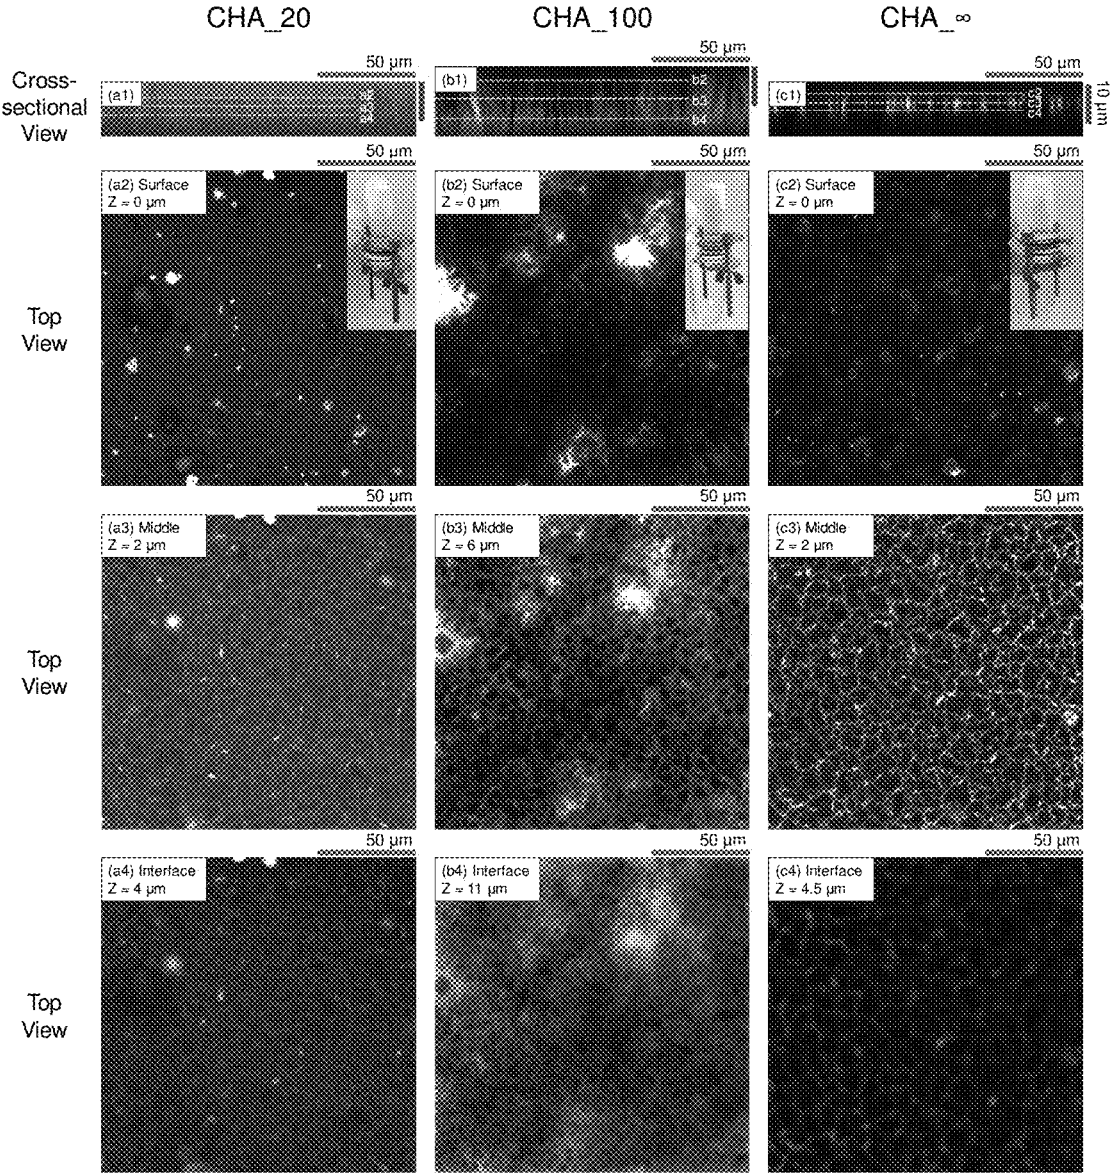 CHA_20 CHA_100 CHA_∞
Cross-
sectional
View
50 µm 50 µm 50 µm
(a1) (b1) b2 b3 b4 (c1) 10 µm
50 µm 50 µm 50 µm
Top
View
(a2) Surface
Z = 0 µm
(b2) Surface
Z = 0 µm
(c2) Surface
Z = 0 µm
50 µm 50 µm 50 µm
Top
View
(a3) Middle
Z = 2 µm
(b3) Middle
Z = 6 µm
(c3) Middle
Z = 2 µm
50 µm 50 µm 50 µm
Top
View
(a4) Interface
Z = 4 µm
(b4) Interface
Z = 11 µm
(c4) Interface
Z = 4.5 µm